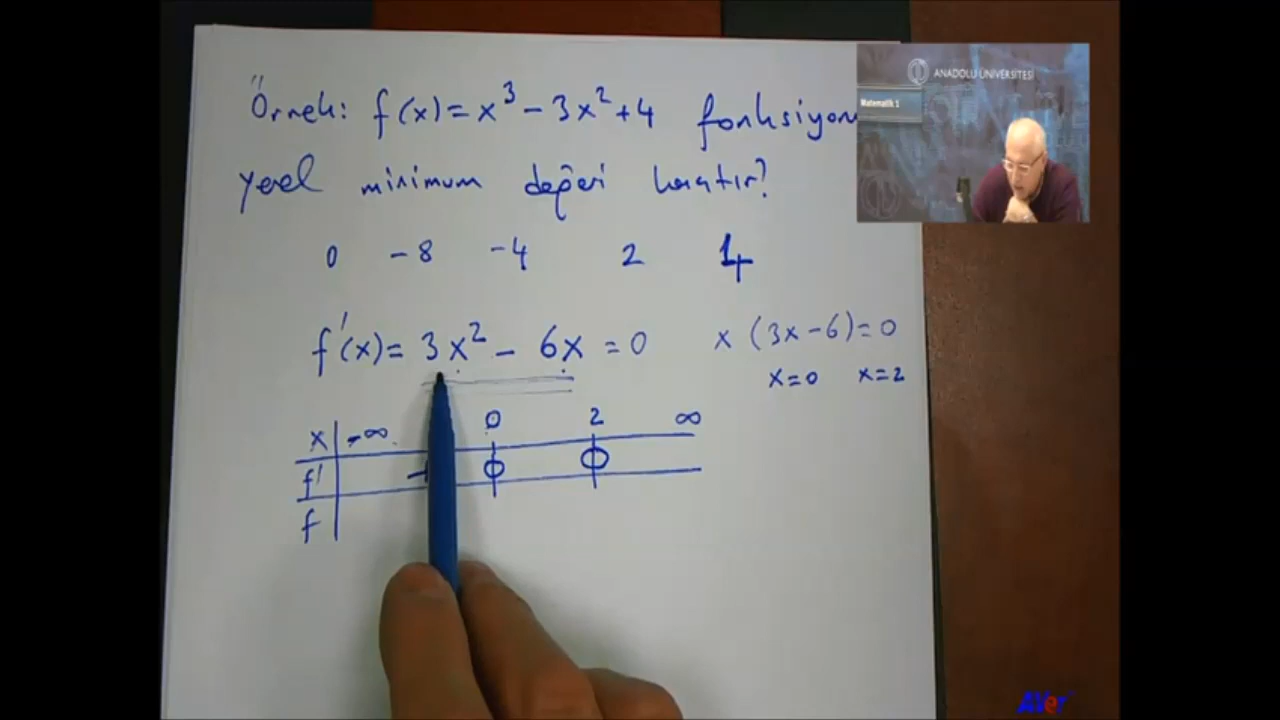 Örnek: f(x) = x³ - 3x² + 4 fonksiyonu
yerel minimum değeri kaçtır?
0 -8 -4 2 4
f'(x) = 3x² - 6x = 0 x (3x - 6) = 0
x=0 x=2
x -∞ 0 2 ∞
f' + 0 0
f
ANADOLU ÜNİVERSİTESİ
Matematik 1
AVer